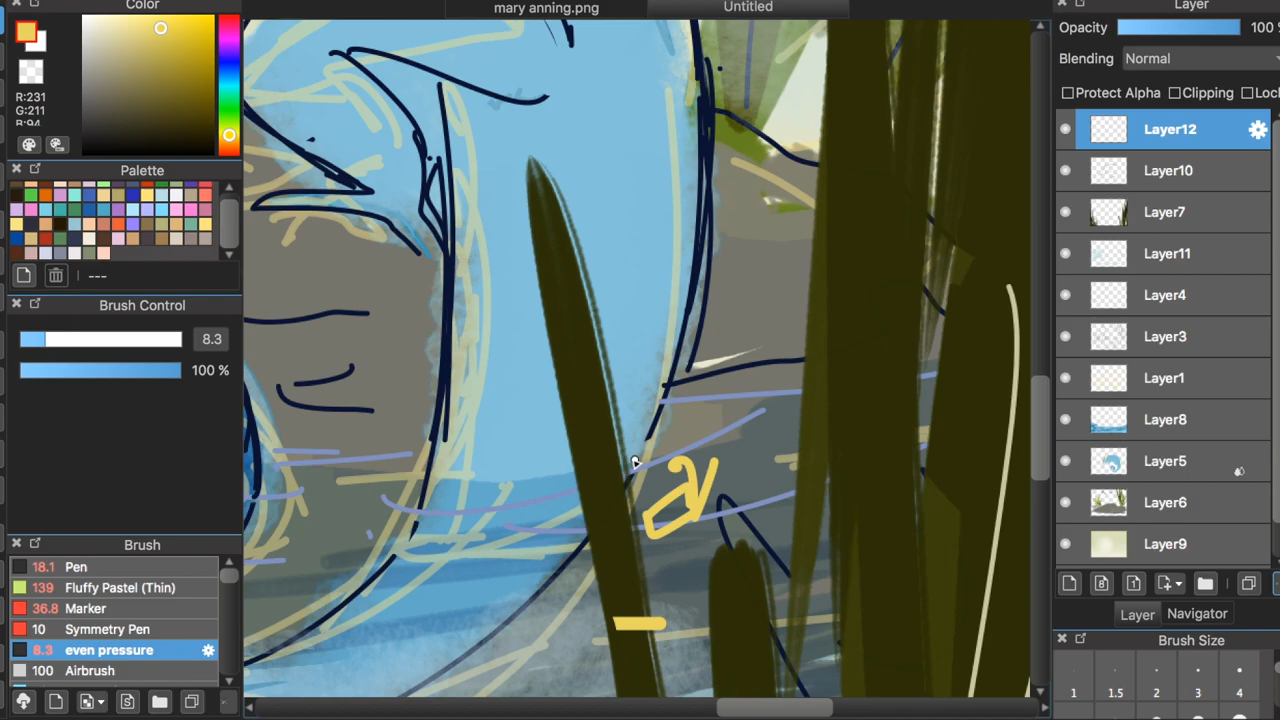 Color
mary anning.png
Untitled
Layer
Opacity
100
Blending
Normal
Protect Alpha
Clipping
Lock
R:231
G:211
B:94
Layer12
Layer10
Layer7
Layer11
Layer4
Layer3
Layer1
Layer8
Layer5
Layer6
Layer9
Palette
---
Brush Control
8.3
100 %
a
Brush
18.1 Pen
139 Fluffy Pastel (Thin)
36.8 Marker
10 Symmetry Pen
8.3 even pressure
100 Airbrush
8
1
S
Layer
Navigator
Brush Size
1 1.5 2 3 4